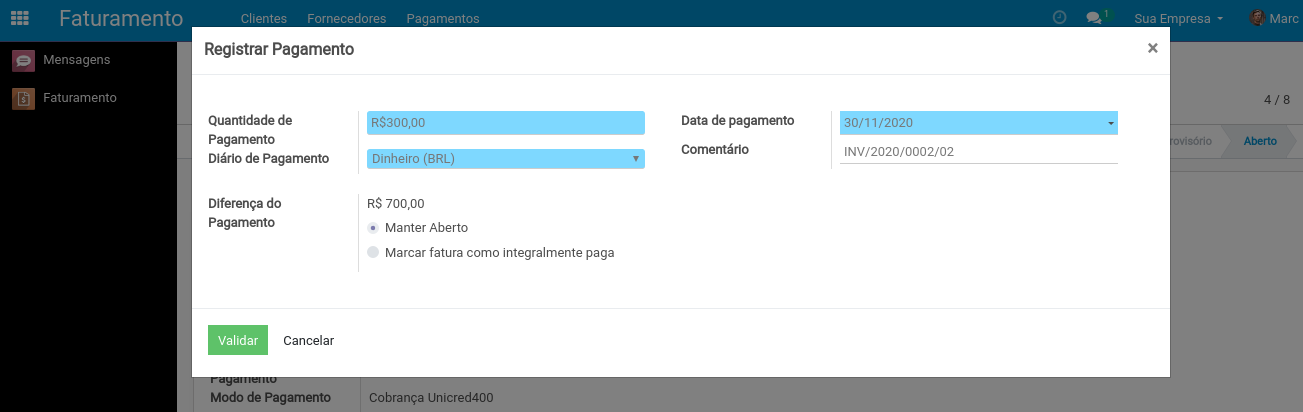 Faturamento
Clientes Fornecedores Pagamentos
1
Sua Empresa
Marc
Mensagens
Faturamento
4 / 8
Aberto
Registrar Pagamento
×
Quantidade de
Pagamento
R$300,00
Diário de Pagamento
Dinheiro (BRL)
Data de pagamento
30/11/2020
Comentário
INV/2020/0002/02
Diferença do
Pagamento
R$ 700,00
Manter Aberto
Marcar fatura como integralmente paga
Validar Cancelar
Pagamento
Modo de Pagamento
Cobrança Unicred400